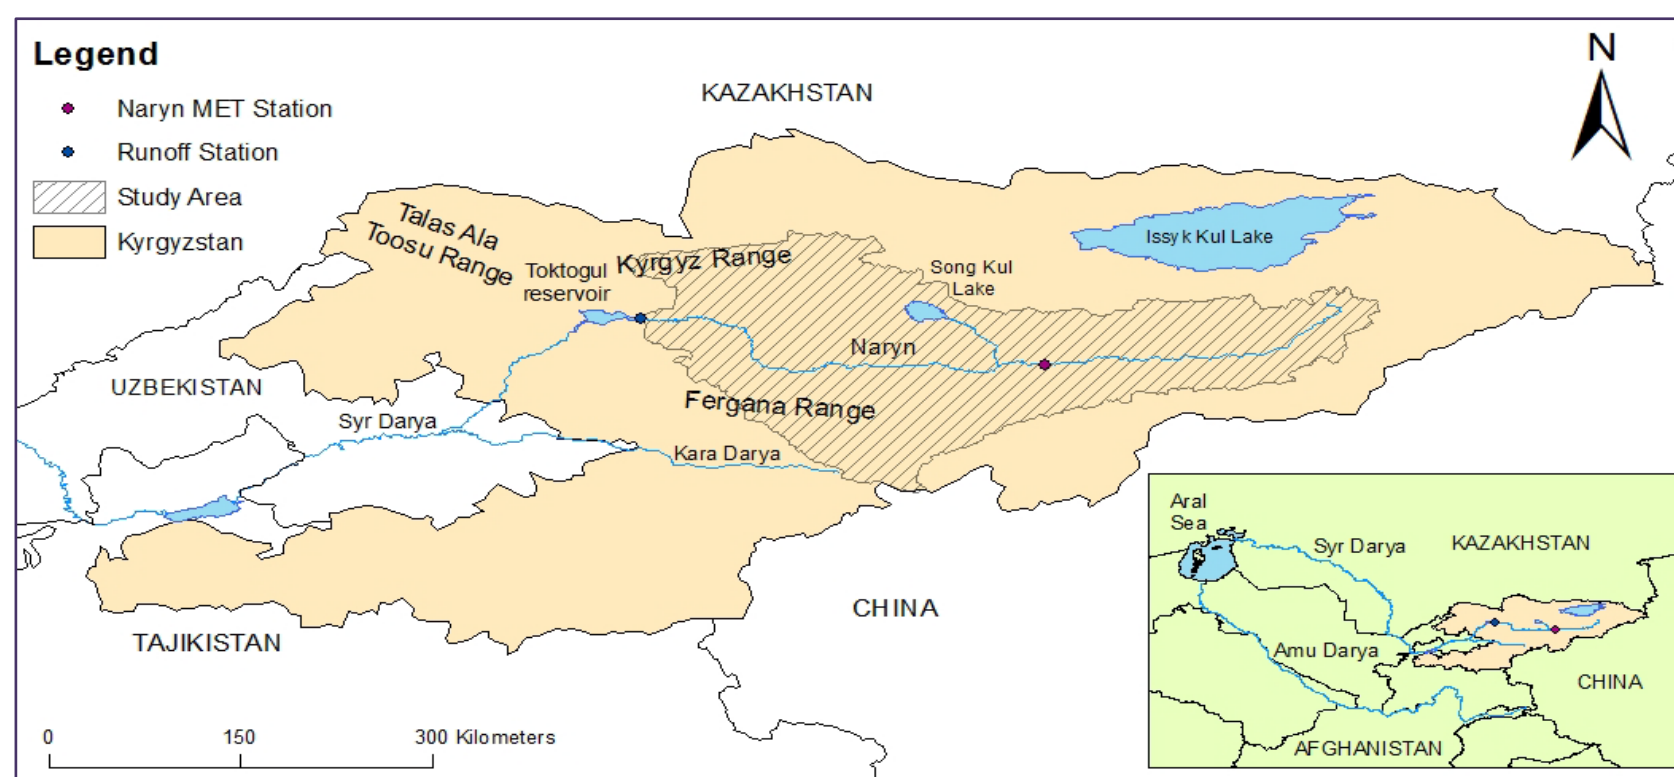 Legend
Naryn MET Station
Runoff Station
Study Area
Kyrgyzstan
KAZAKHSTAN
N
Talas Ala
Toosu Range
Toktogul
reservoir
Kyrgyz Range
Song Kul
Lake
Issyk Kul Lake
Naryn
UZBEKISTAN
Fergana Range
Syr Darya
Kara Darya
CHINA
TAJIKISTAN
0 150 300 Kilometers
Aral
Sea
Syr Darya
KAZAKHSTAN
Amu Darya
CHINA
AFGHANISTAN